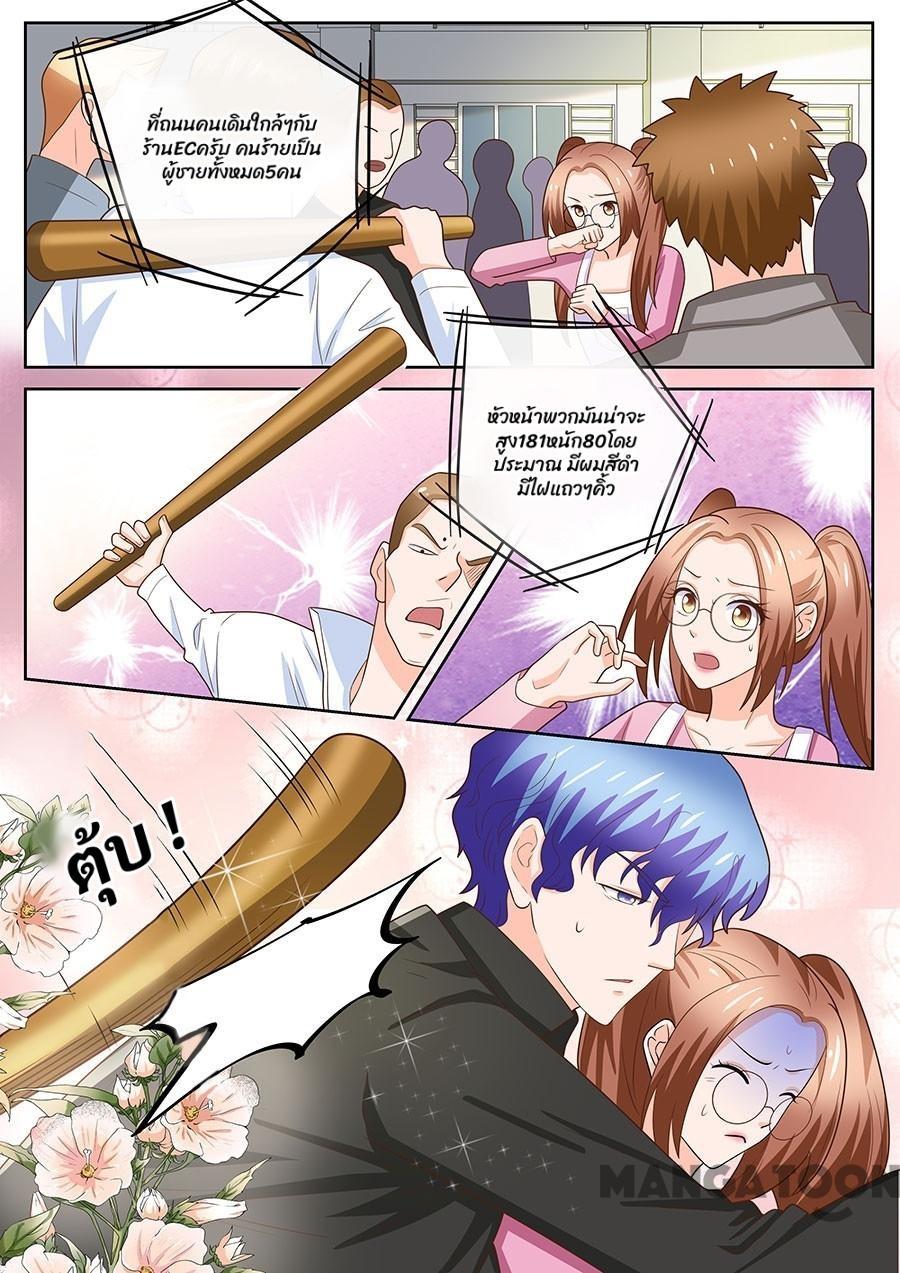 ที่ถนนคนเดินใกล้ๆกับ
ร้านECครับ คนร้ายเป็น
ผู้ชายทั้งหมด5คน
หัวหน้าพวกมันน่าจะ
สูง181หนัก80โดย
ประมาณ มีผมสีดำ
มีไฝแถวๆคิ้ว
ตุ้บ !
MANGATOON